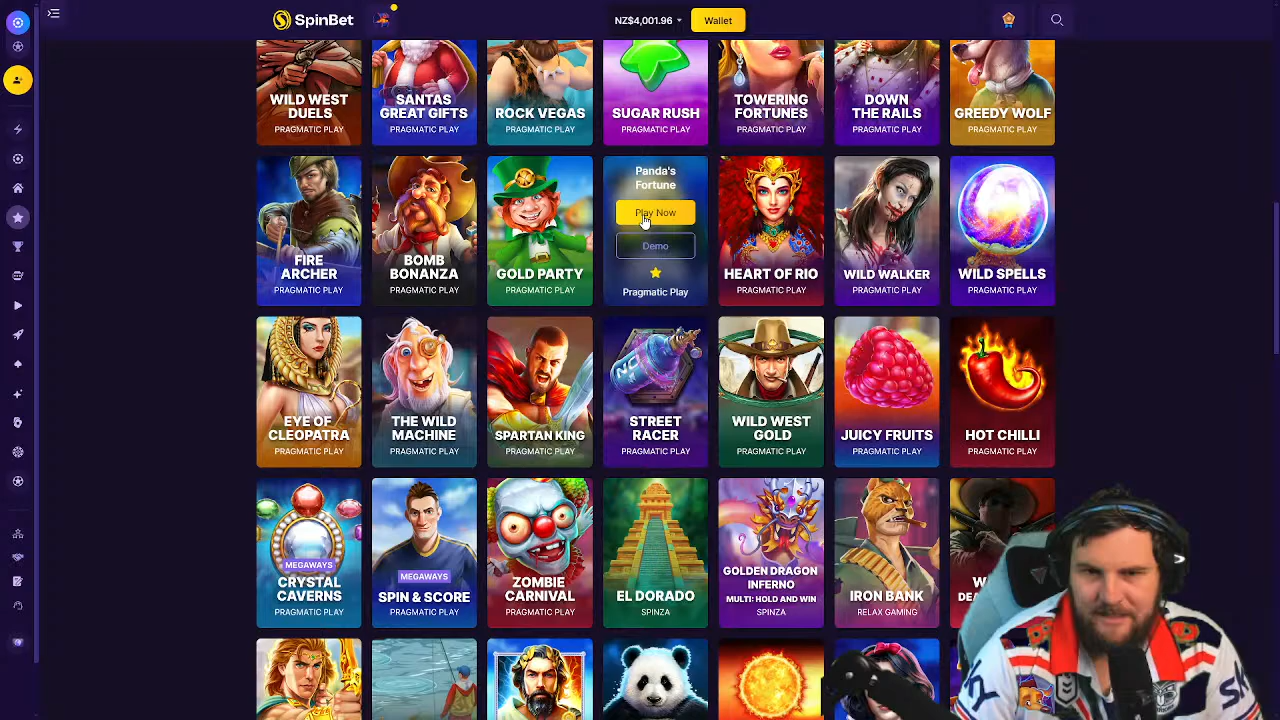 SpinBet
NZ$4,001.96
Wallet
WILD WEST
DUELS
PRAGMATIC PLAY
SANTAS
GREAT GIFTS
PRAGMATIC PLAY
ROCK VEGAS
PRAGMATIC PLAY
SUGAR RUSH
PRAGMATIC PLAY
TOWERING
FORTUNES
PRAGMATIC PLAY
DOWN
THE RAILS
PRAGMATIC PLAY
GREEDY WOLF
PRAGMATIC PLAY
FIRE
ARCHER
PRAGMATIC PLAY
BOMB
BONANZA
PRAGMATIC PLAY
GOLD PARTY
PRAGMATIC PLAY
Panda's
Fortune
Play Now
Demo
Pragmatic Play
HEART OF RIO
PRAGMATIC PLAY
WILD WALKER
PRAGMATIC PLAY
WILD SPELLS
PRAGMATIC PLAY
EYE OF
CLEOPATRA
PRAGMATIC PLAY
THE WILD
MACHINE
PRAGMATIC PLAY
SPARTAN KING
PRAGMATIC PLAY
STREET
RACER
PRAGMATIC PLAY
WILD WEST
GOLD
PRAGMATIC PLAY
JUICY FRUITS
PRAGMATIC PLAY
HOT CHILLI
PRAGMATIC PLAY
MEGAWAYS
CRYSTAL
CAVERNS
PRAGMATIC PLAY
MEGAWAYS
SPIN & SCORE
PRAGMATIC PLAY
ZOMBIE
CARNIVAL
PRAGMATIC PLAY
EL DORADO
SPINZA
GOLDEN DRAGON
INFERNO
MULTI: HOLD AND WIN
SPINZA
IRON BANK
RELAX GAMING